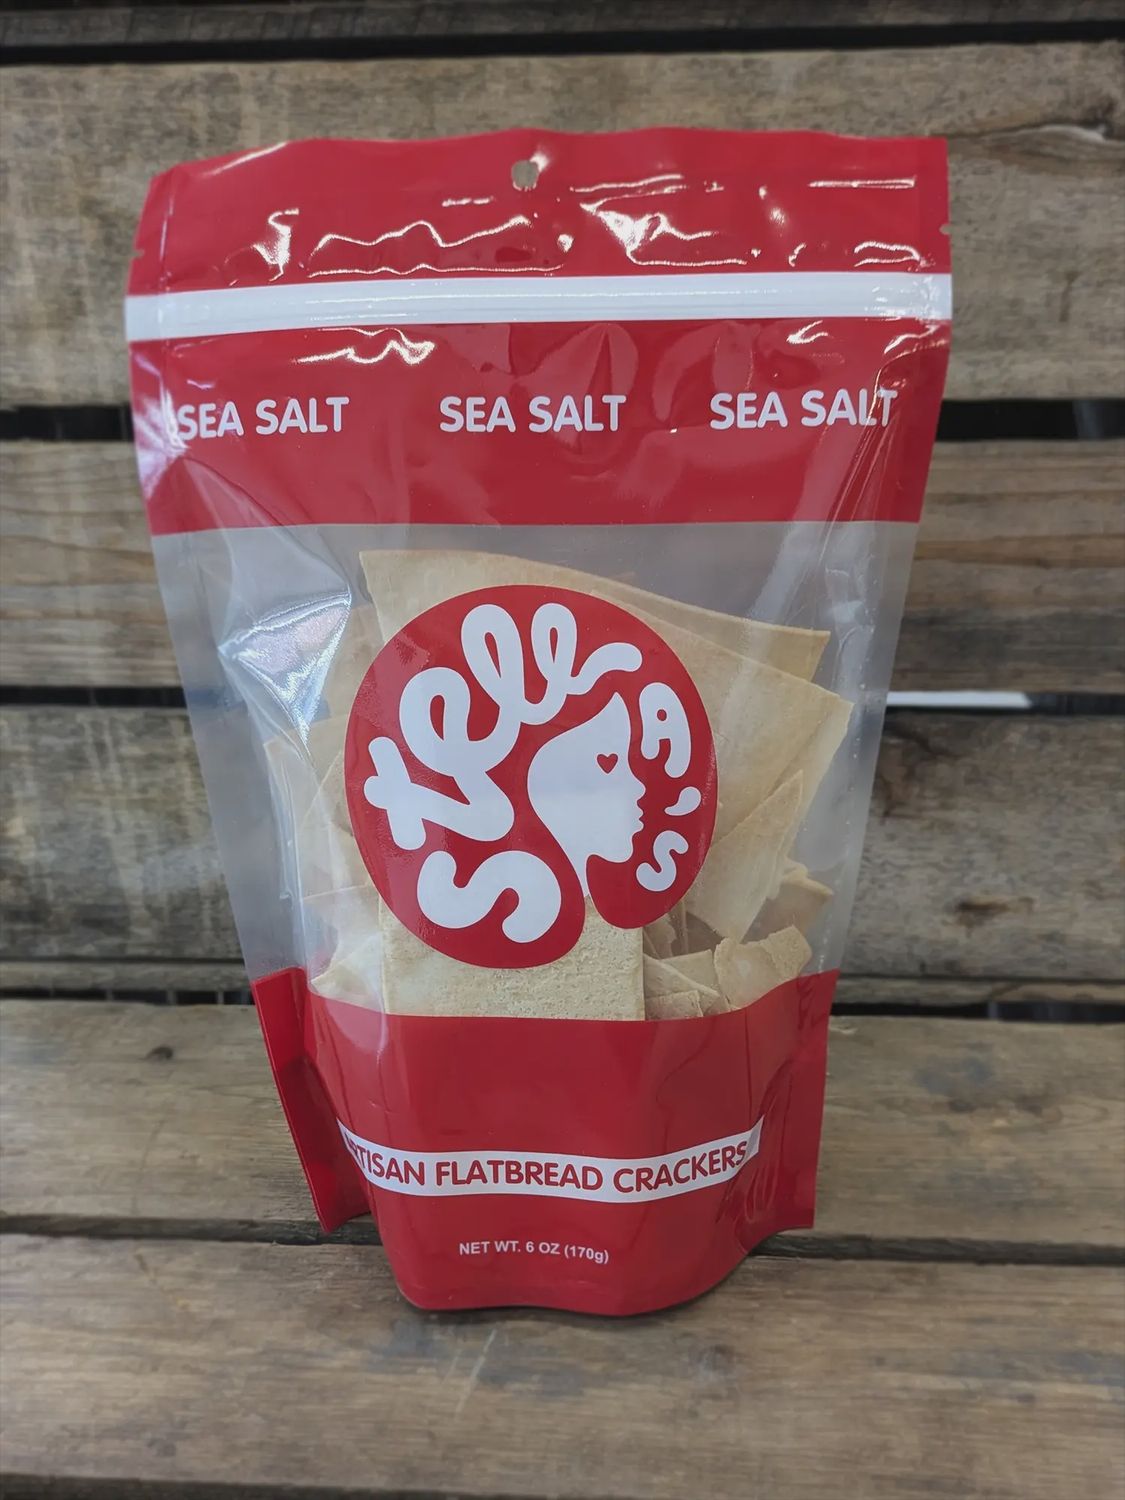 SEA SALT SEA SALT SEA SALT
stellA's
ARTISAN FLATBREAD CRACKERS
NET WT. 6 OZ (170g)